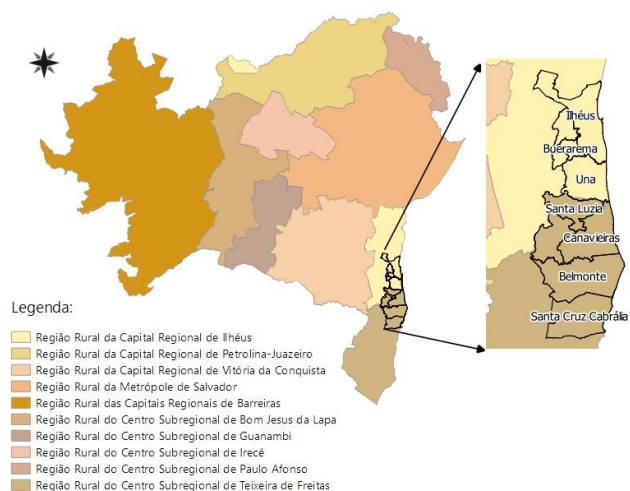 Ilhéus
Buerarema
Una
Santa Luzia
Canavieiras
Belmonte
Santa Cruz Cabrália
Legenda:
Região Rural da Capital Regional de Ilhéus
Região Rural da Capital Regional de Petrolina-Juazeiro
Região Rural da Capital Regional de Vitória da Conquista
Região Rural da Metrópole de Salvador
Região Rural das Capitais Regionais de Barreiras
Região Rural do Centro Subregional de Bom Jesus da Lapa
Região Rural do Centro Subregional de Guanambi
Região Rural do Centro Subregional de Irecê
Região Rural do Centro Subregional de Paulo Afonso
Região Rural do Centro Subregional de Teixeira de Freitas